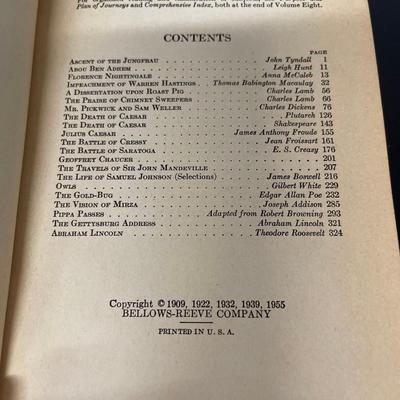 Plan of Journeys and Comprehensive Index, both at the end of Volume Eight.
CONTENTS
PAGE
Ascent of the Jungfrau John Tyndall 1
Abou Ben Adhem Leigh Hunt 11
Florence Nightingale Anna McCaleb 13
Impeachment of Warren Hastings Thomas Babington Macaulay 32
A Dissertation upon Roast Pig Charles Lamb 56
The Praise of Chimney Sweepers Charles Lamb 66
Mr. Pickwick and Sam Weller Charles Dickens 76
The Death of Caesar Plutarch 126
The Death of Caesar Shakespeare 143
Julius Caesar James Anthony Froude 155
The Battle of Cressy Jean Froissart 161
The Battle of Saratoga E. S. Creasy 176
Geoffrey Chaucer 201
The Travels of Sir John Mandeville 207
The Life of Samuel Johnson (Selections) James Boswell 216
Owls Gilbert White 229
The Gold-Bug Edgar Allan Poe 232
The Vision of Mirza Joseph Addison 285
Pippa Passes Adapted from Robert Browning 293
The Gettysburg Address Abraham Lincoln 321
Abraham Lincoln Theodore Roosevelt 324
Copyright © 1909, 1922, 1932, 1939, 1955
BELLOWS-REEVE COMPANY
PRINTED IN U. S. A.